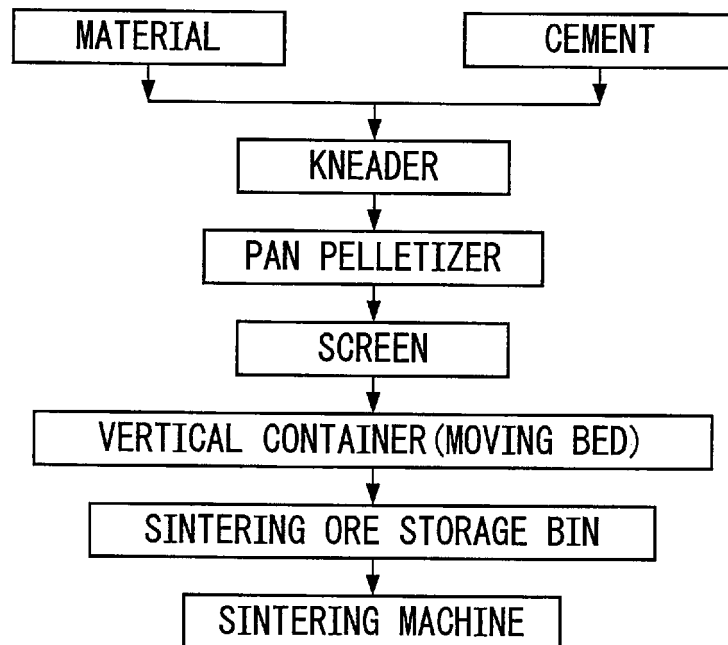 MATERIAL
CEMENT
KNEADER
PAN PELLETIZER
SCREEN
VERTICAL CONTAINER(MOVING BED)
SINTERING ORE STORAGE BIN
SINTERING MACHINE